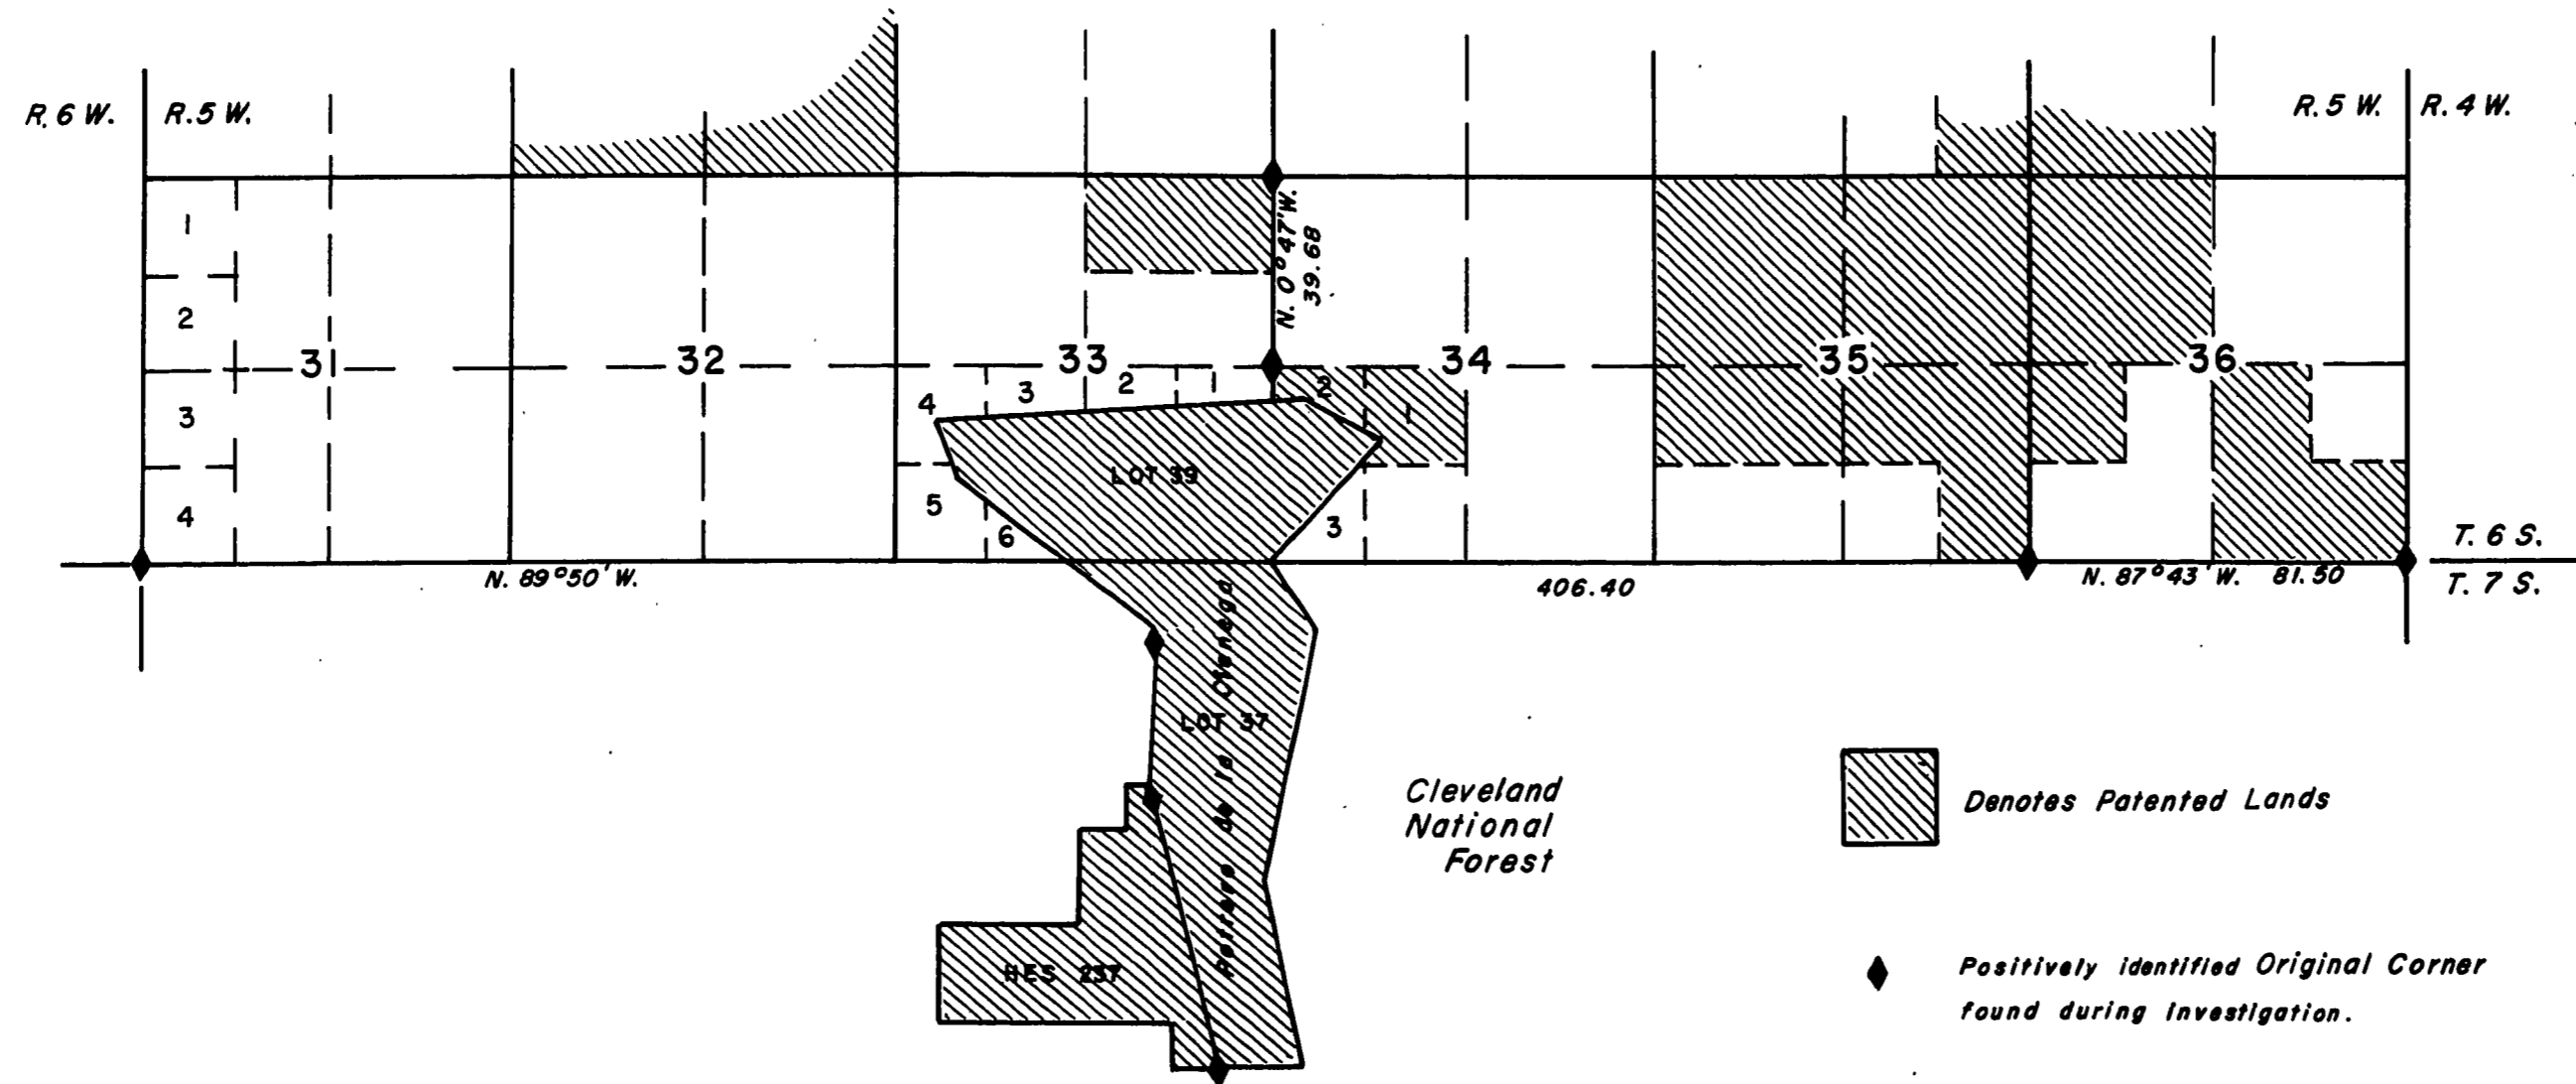 R. 6 W.
R. 5 W.
R. 5 W.
R. 4 W.
1
2
3
4
31
32
33
34
35
36
N. 0° 47' W.
39.68
4
3
2
2
1
LOT 39
5
6
3
T. 6 S.
T. 7 S.
N. 89° 50' W.
406.40
N. 87° 43' W. 81.50
Potrero de la Cienega
LOT 37
HES 237
Cleveland
National
Forest
Denotes Patented Lands
Positively identified Original Corner
found during investigation.